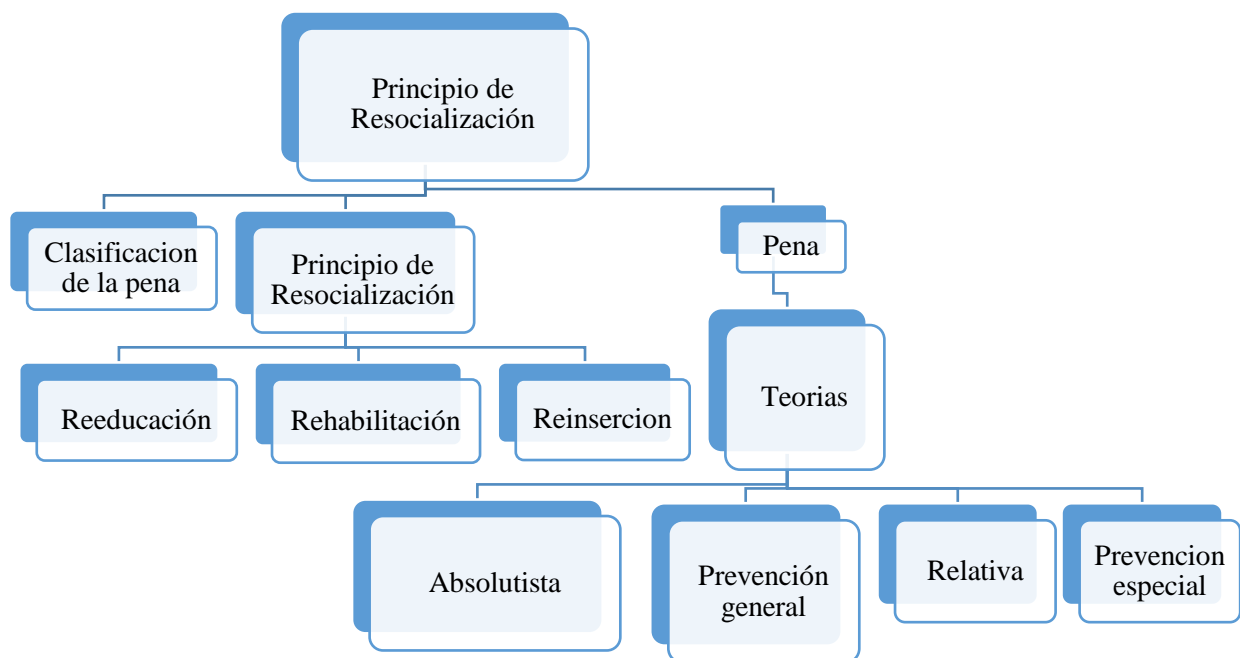 Principio de
Resocialización
Clasificacion
de la pena
Principio de
Resocialización
Pena
Reeducación
Rehabilitación
Reinsercion
Teorias
Absolutista
Prevención
general
Relativa
Prevencion
especial